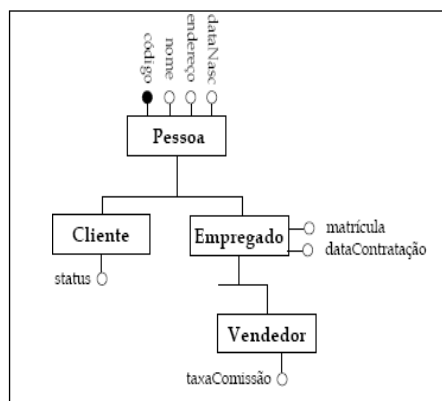 código
nome
endereço
dataNasc
Pessoa
Cliente
Empregado
matrícula
dataContratação
status
Vendedor
taxaComissão